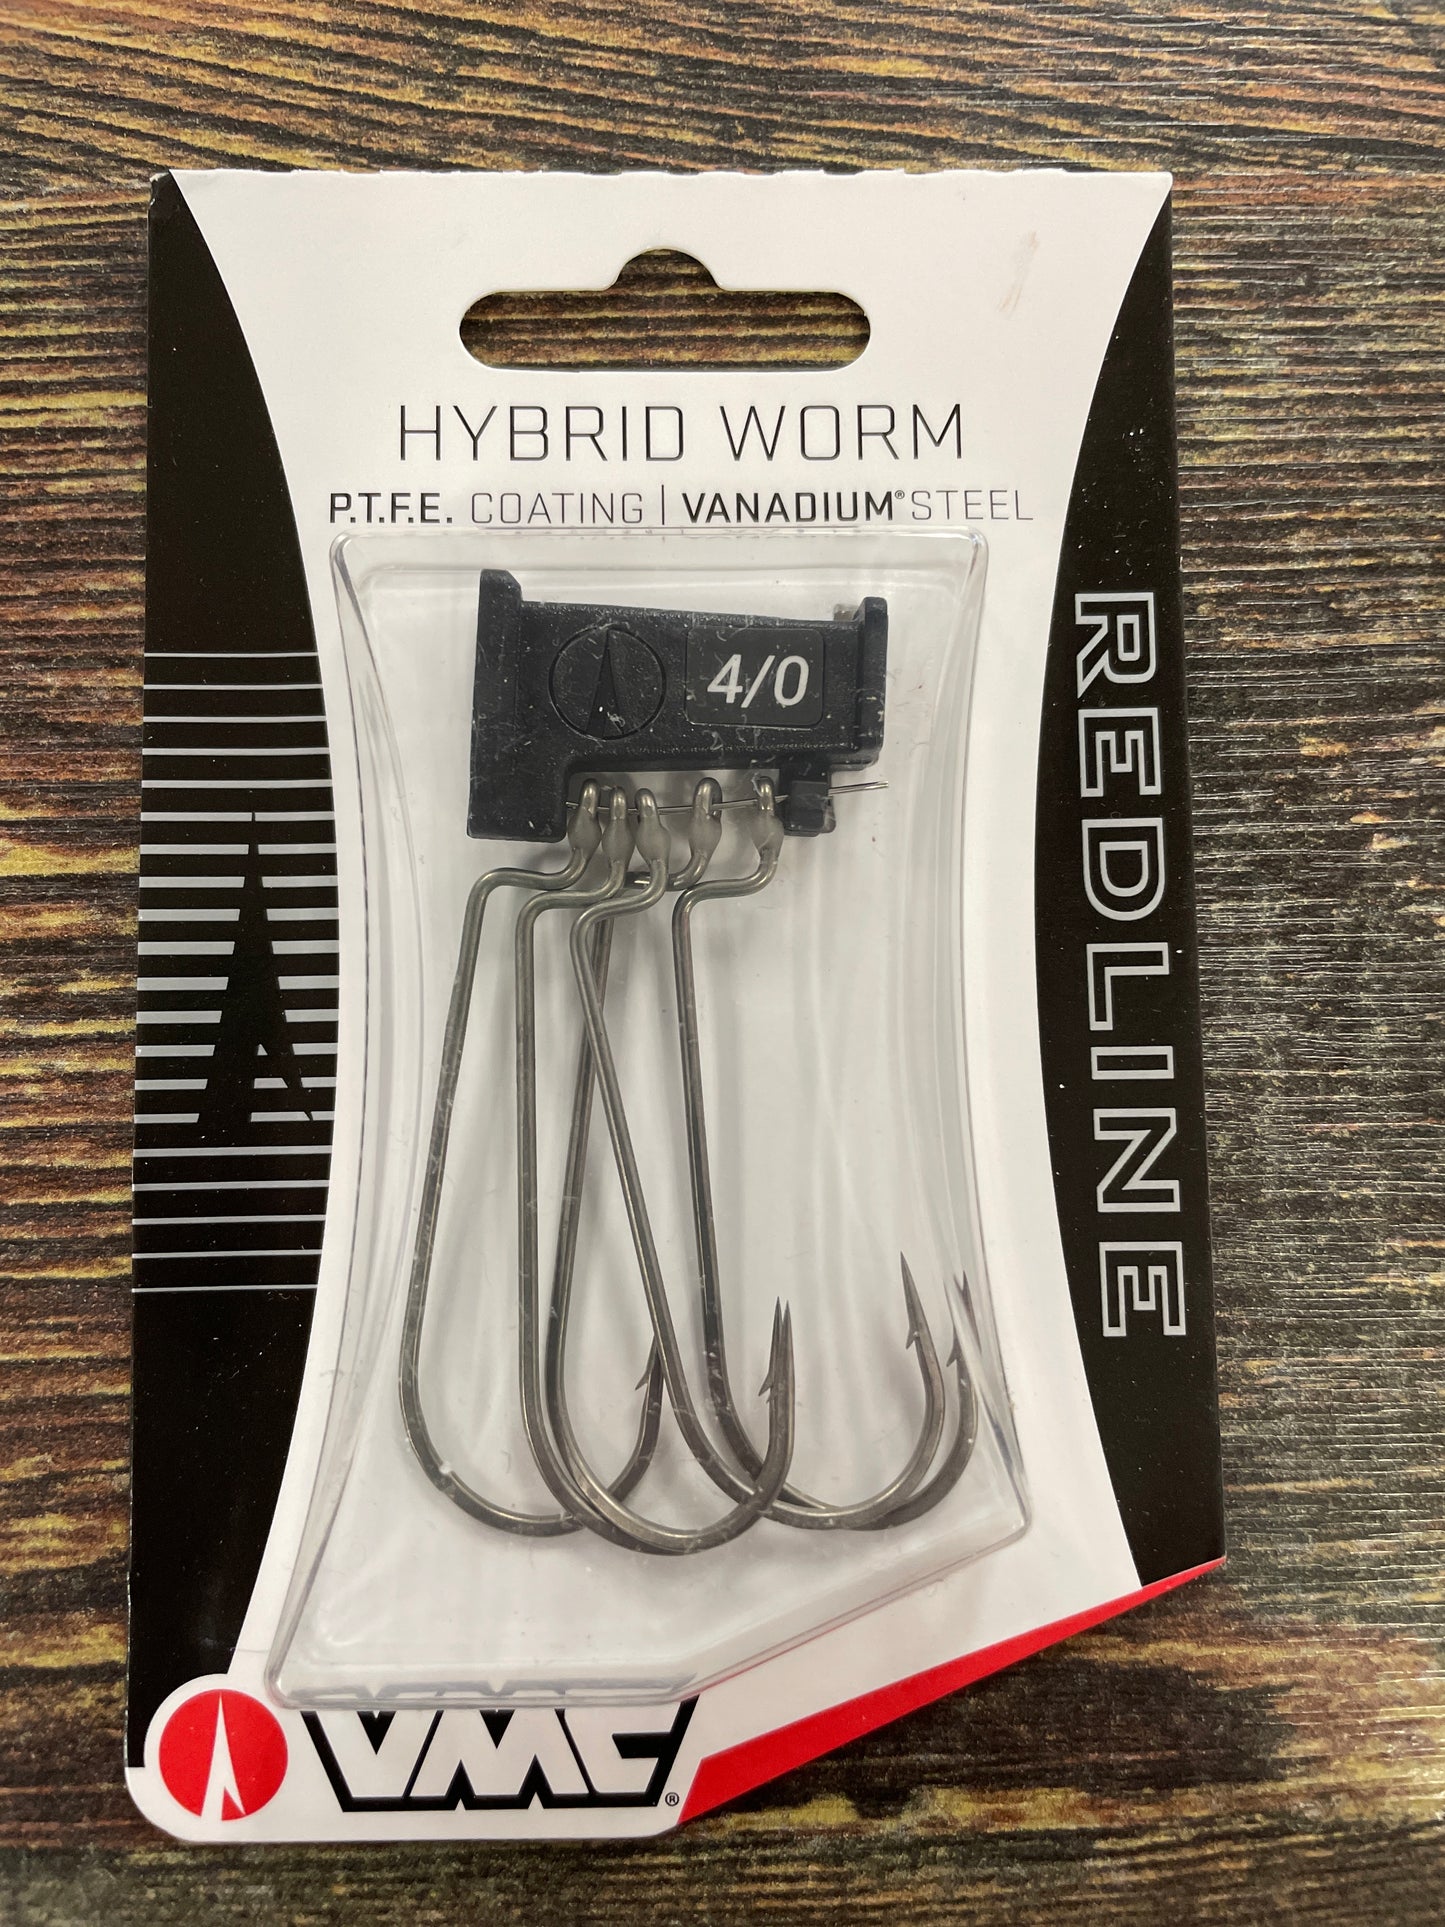 HYBRID WORM
P.T.F.E. COATING | VANADIUM® STEEL
4/0
REDLINE
VMC®